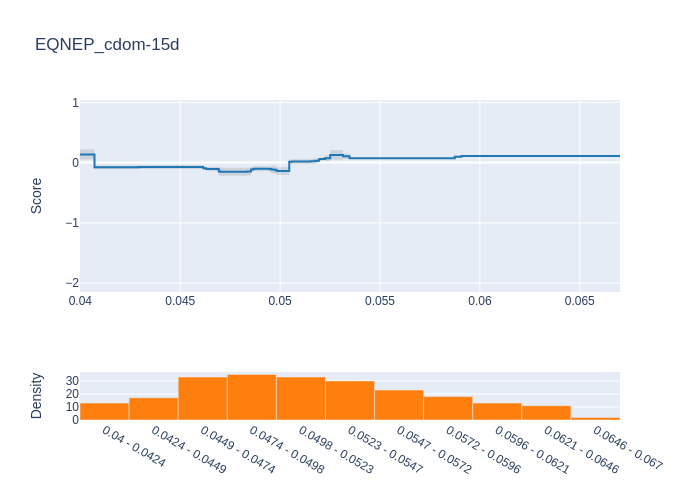 EQNEP_cdom-15d
1
0
−1
−2
Score
0.04
0.045
0.05
0.055
0.06
0.065
30
20
10
0
Density
0.04 - 0.0424
0.0424 - 0.0449
0.0449 - 0.0474
0.0474 - 0.0498
0.0498 - 0.0523
0.0523 - 0.0547
0.0547 - 0.0572
0.0572 - 0.0596
0.0596 - 0.0621
0.0621 - 0.0646
0.0646 - 0.067